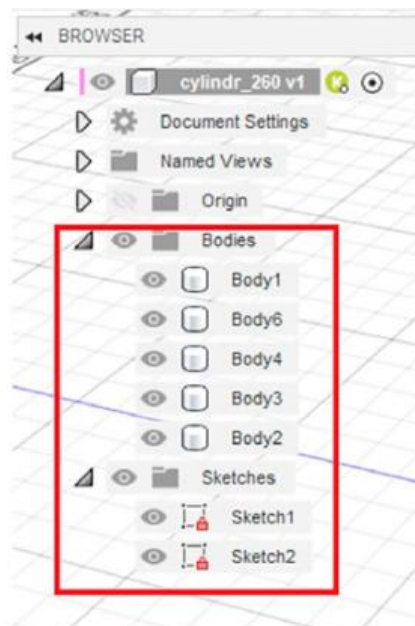 BROWSER
cylindr_260 v1
Document Settings
Named Views
Origin
Bodies
Body1
Body6
Body4
Body3
Body2
Sketches
Sketch1
Sketch2